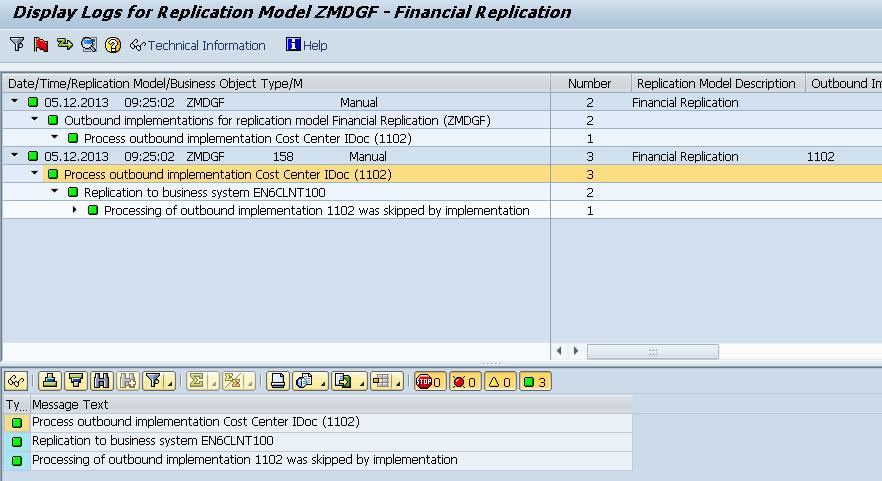 Display Logs for Replication Model ZMDGF - Financial Replication
Technical Information Help
Date/Time/Replication Model/Business Object Type/M Number Replication Model Description Outbound Im
05.12.2013 09:25:02 ZMDGF Manual 2 Financial Replication
Outbound implementations for replication model Financial Replication (ZMDGF) 2
Process outbound implementation Cost Center IDoc (1102) 1
05.12.2013 09:25:02 ZMDGF 158 Manual 3 Financial Replication 1102
Process outbound implementation Cost Center IDoc (1102) 3
Replication to business system EN6CLNT100 2
Processing of outbound implementation 1102 was skipped by implementation 1
STOP 0 0 0 3
Ty... Message Text
Process outbound implementation Cost Center IDoc (1102)
Replication to business system EN6CLNT100
Processing of outbound implementation 1102 was skipped by implementation